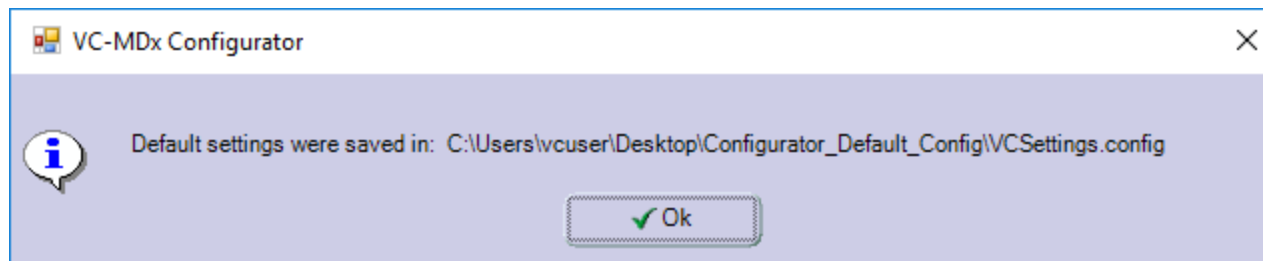 VC-MDx Configurator
Default settings were saved in: C:\Users\vcuser\Desktop\Configurator_Default_Config\VCSettings.config
Ok